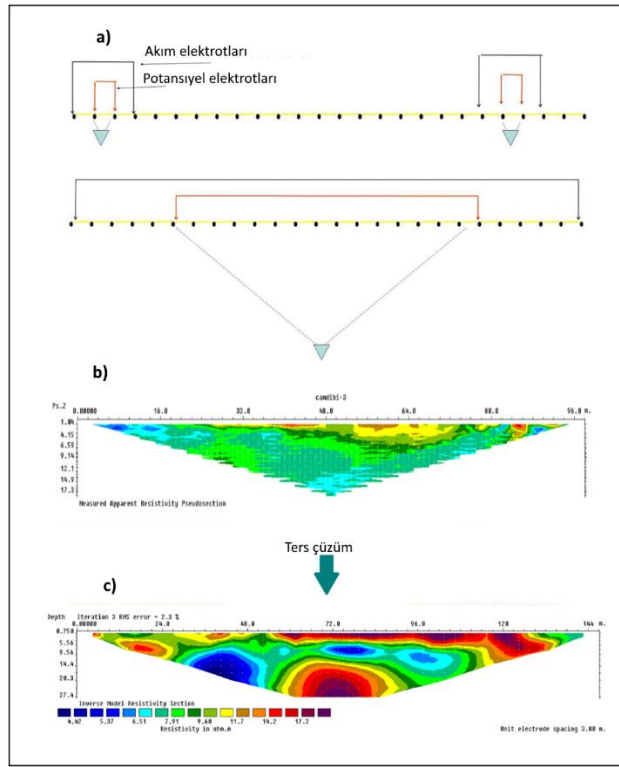 a)
Akım elektrotları
Potansiyel elektrotları
b)
camdibi-3
Ps.Z 0.00000 16.0 32.0 48.0 64.0 80.0 96.0 m.
1.04
4.15
6.59
9.14
12.1
14.9
17.3
Measured Apparent Resistivity Pseudosection
Ters çüzüm
c)
Depth Iteration 3 RMS error = 2.3 %
0.00000 24.0 48.0 72.0 96.0 120.0 144 m.
0.750
5.56
9.56
14.4
20.3
27.4
Inverse Model Resistivity Section
4.42 5.37 6.51 7.91 9.60 11.7 14.2 17.2
Resistivity in ohm.m
Unit electrode spacing 3.00 m.